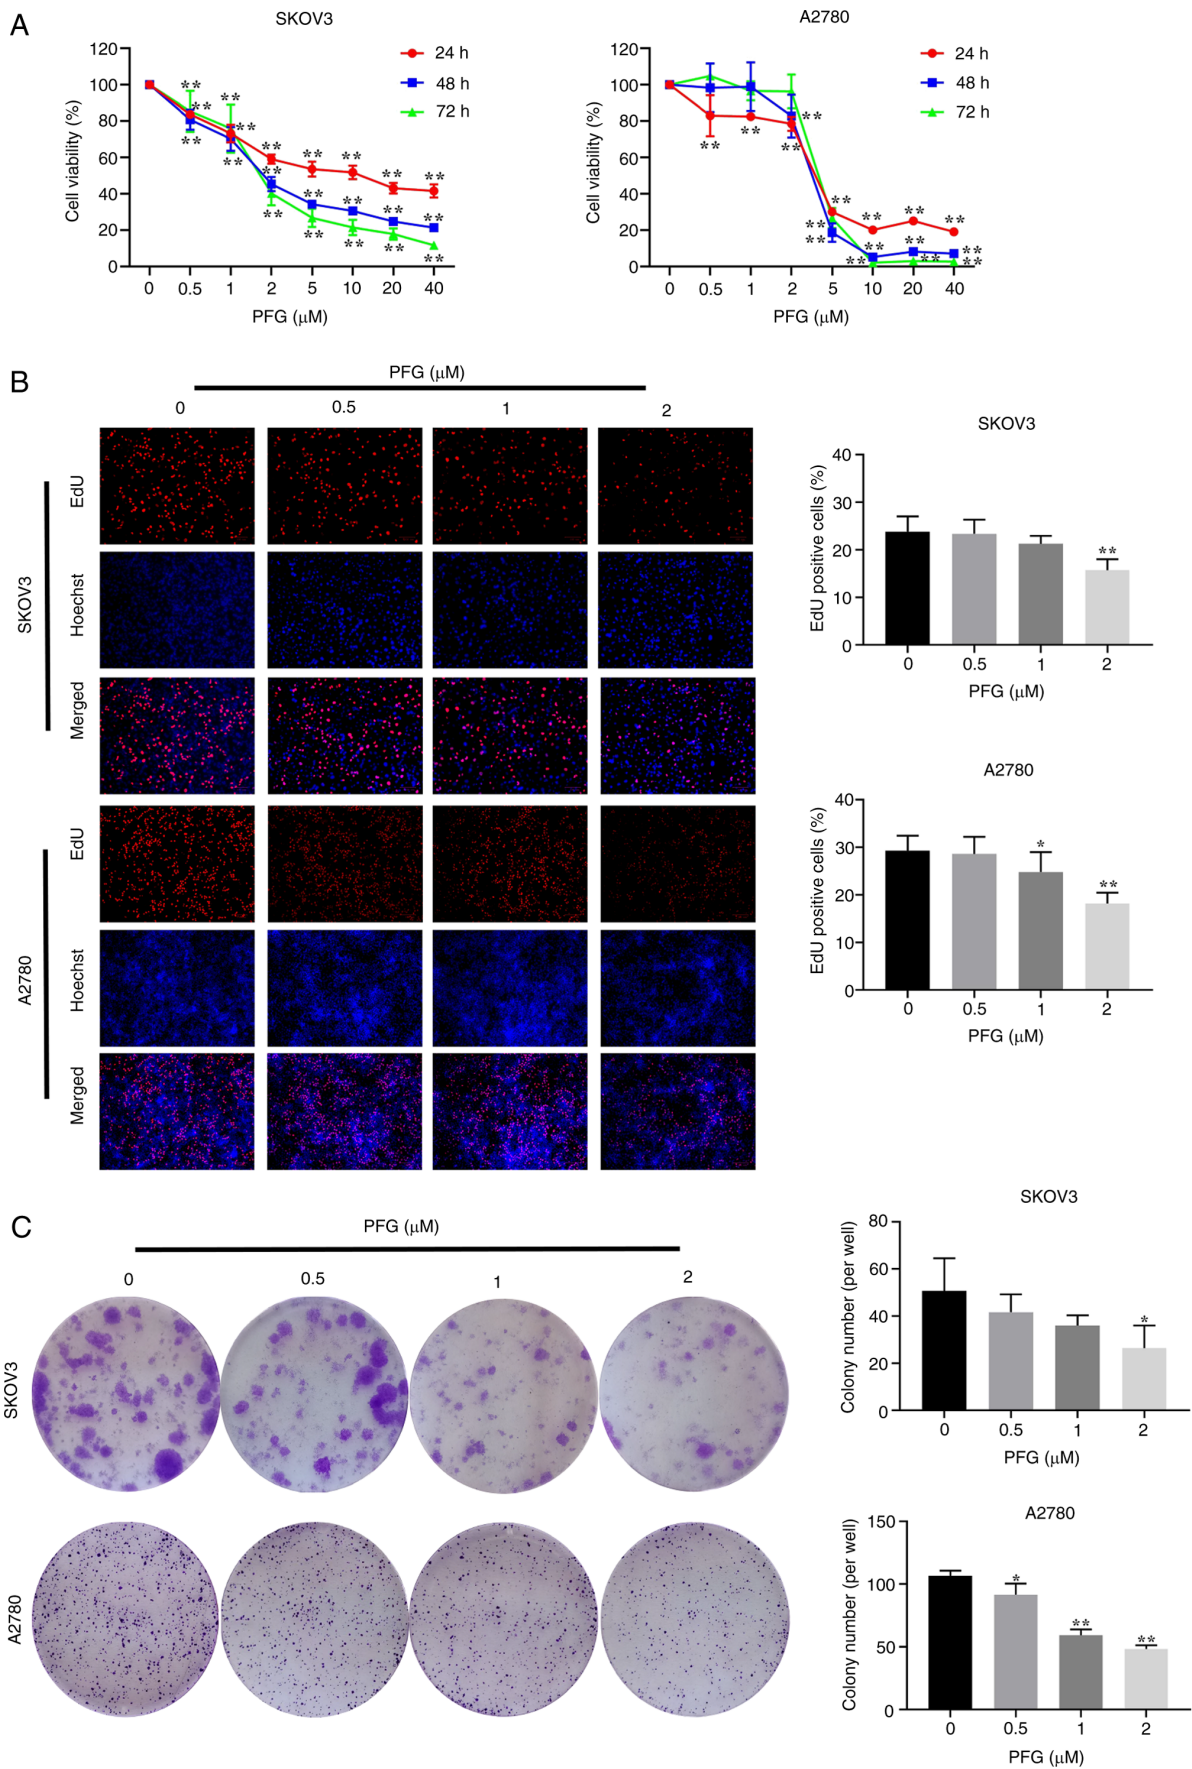 A
SKOV3
Cell viability (%)
120
100
80
60
40
20
0
24 h
48 h
72 h
** ** ** ** ** ** **
** ** ** ** ** ** **
** ** ** ** ** ** **
0 0.5 1 2 5 10 20 40
PFG (μM)
A2780
Cell viability (%)
120
100
80
60
40
20
0
24 h
48 h
72 h
** ** ** ** ** ** ** **
** ** ** ** ** ** ** **
0 0.5 1 2 5 10 20 40
PFG (μM)
B
PFG (μM)
0 0.5 1 2
SKOV3
EdU
Hoechst
Merged
A2780
EdU
Hoechst
Merged
SKOV3
EdU positive cells (%)
40
30
20
10
0
**
0 0.5 1 2
PFG (μM)
A2780
EdU positive cells (%)
40
30
20
10
0
*
**
0 0.5 1 2
PFG (μM)
C
PFG (μM)
0 0.5 1 2
SKOV3
A2780
SKOV3
Colony number (per well)
80
60
40
20
0
*
0 0.5 1 2
PFG (μM)
A2780
Colony number (per well)
150
100
50
0
*
**
**
0 0.5 1 2
PFG (μM)